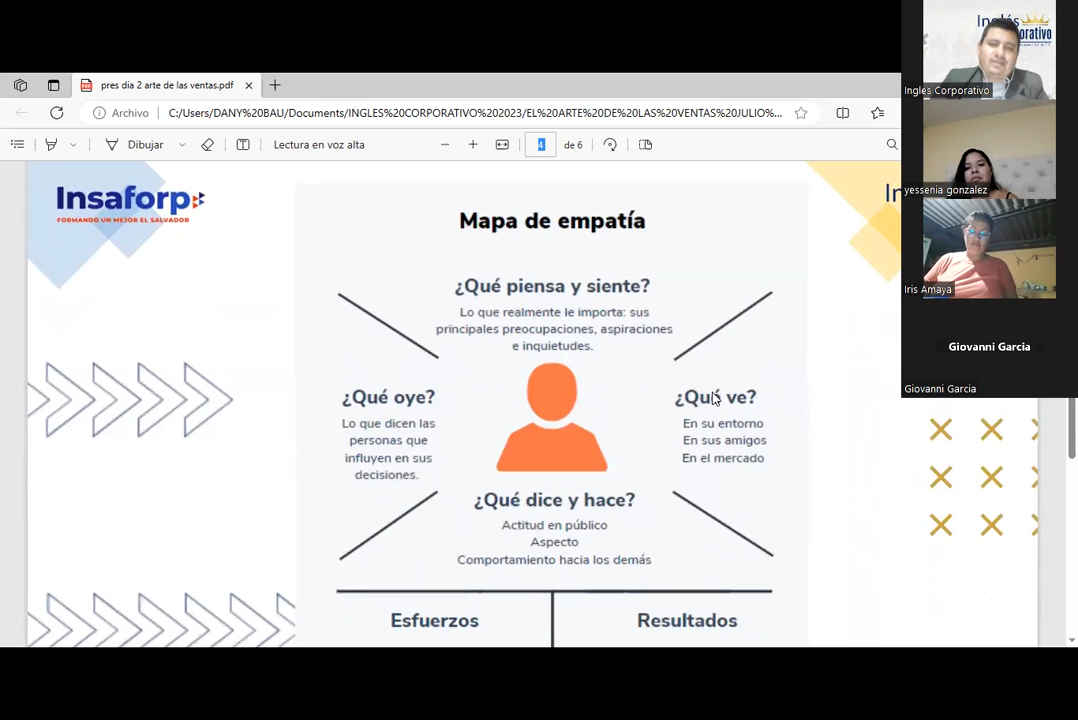 pres dia 2 arte de las ventas.pdf
Archivo
C:/Users/DANY%20BAU/Documents/INGLES%20CORPORATIVO%202023/EL%20ARTE%20DE%20LAS%20VENTAS%20JULIO%...
Dibujar
Lectura en voz alta
4
de 6
Insaforp
FORMANDO UN MEJOR EL SALVADOR
Mapa de empatía
¿Qué piensa y siente?
Lo que realmente le importa: sus
principales preocupaciones, aspiraciones
e inquietudes.
¿Qué oye?
Lo que dicen las
personas que
influyen en sus
decisiones.
¿Qué ve?
En su entorno
En sus amigos
En el mercado
¿Qué dice y hace?
Actitud en público
Aspecto
Comportamiento hacia los demás
Esfuerzos
Resultados
Ingles Corporativo
yessenia gonzalez
Iris Amaya
Giovanni Garcia
Giovanni Garcia